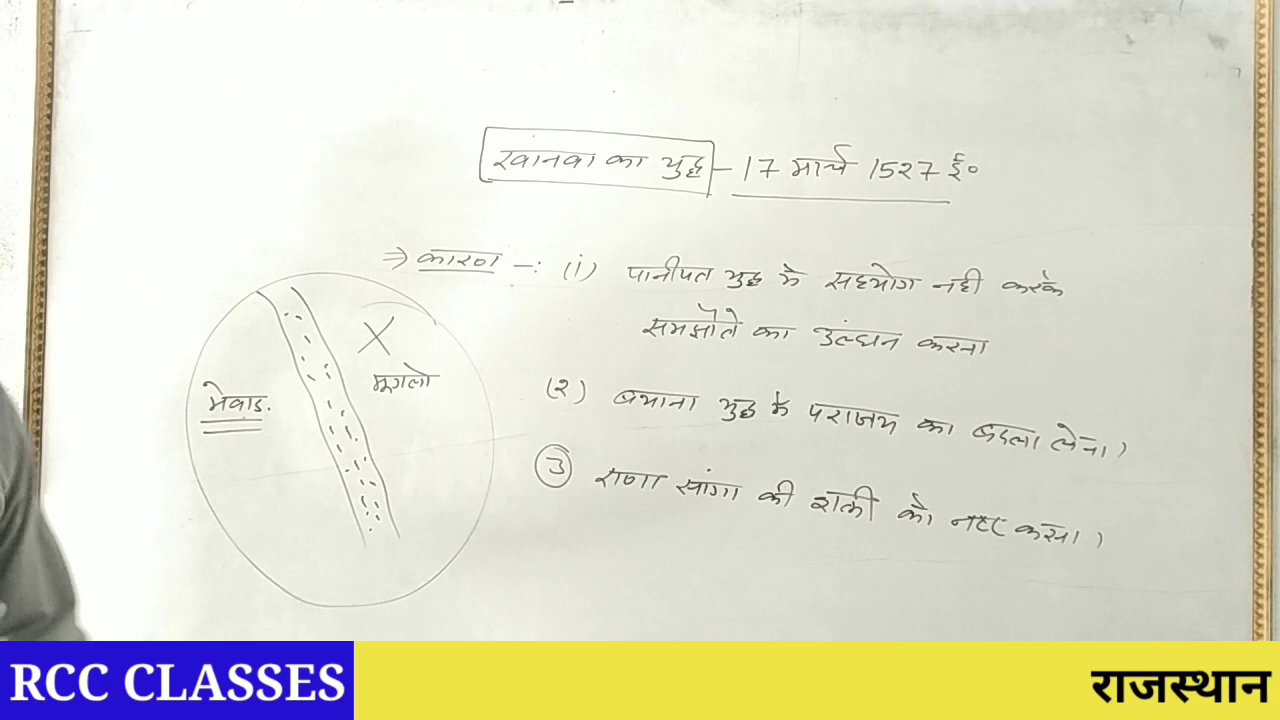 खानवा का युद्ध - 17 मार्च 1527 ई०
⇒ कारण -: (i) पानीपत युद्ध मे सहयोग नही करके
समझौते का उल्ंघन करना
(२) बयाना युद्ध मे पराजय का बदला लेना।
3 राणा सांगा की शक्ती को नष्ट करना।
मेवाड.
X
मूगलो
RCC CLASSES
राजस्थान